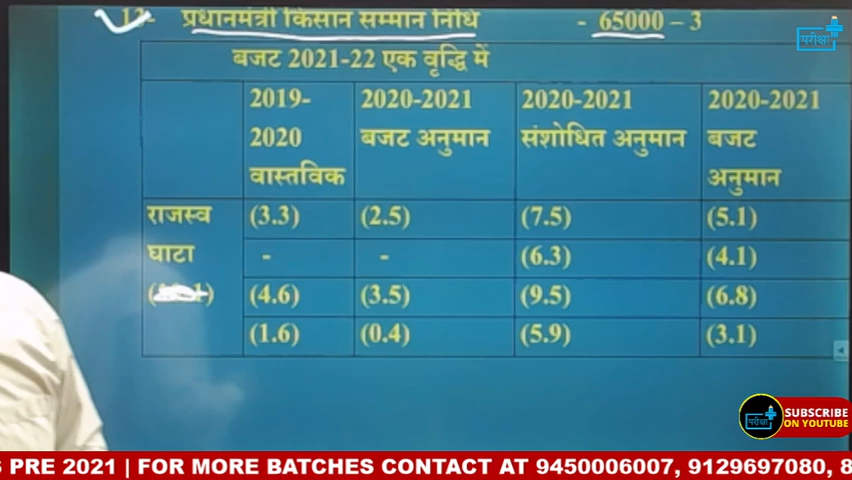 प्रधानमंत्री किसान सम्मान निधि - 65000 – 3
परीक्षा
बजट 2021-22 एक वृद्धि में
2019-2020 वास्तविक 2020-2021 बजट अनुमान 2020-2021 संशोधित अनुमान 2020-2021 बजट अनुमान
राजस्व घाटा (3.3) (2.5) (7.5) (5.1)
- - (6.3) (4.1)
(4.6) (3.5) (9.5) (6.8)
(1.6) (0.4) (5.9) (3.1)
परीक्षा
SUBSCRIBE
ON YOUTUBE
PRE 2021 | FOR MORE BATCHES CONTACT AT 9450006007, 9129697080, 8